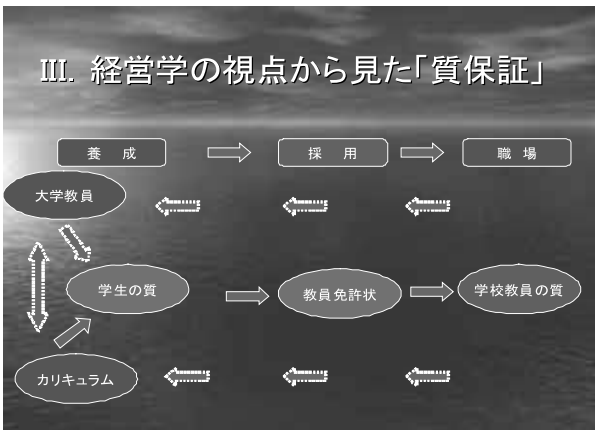 Ⅲ. 経営学の視点から見た「質保証」
養 成
採 用
職 場
大学教員
学生の質
教員免許状
学校教員の質
カリキュラム